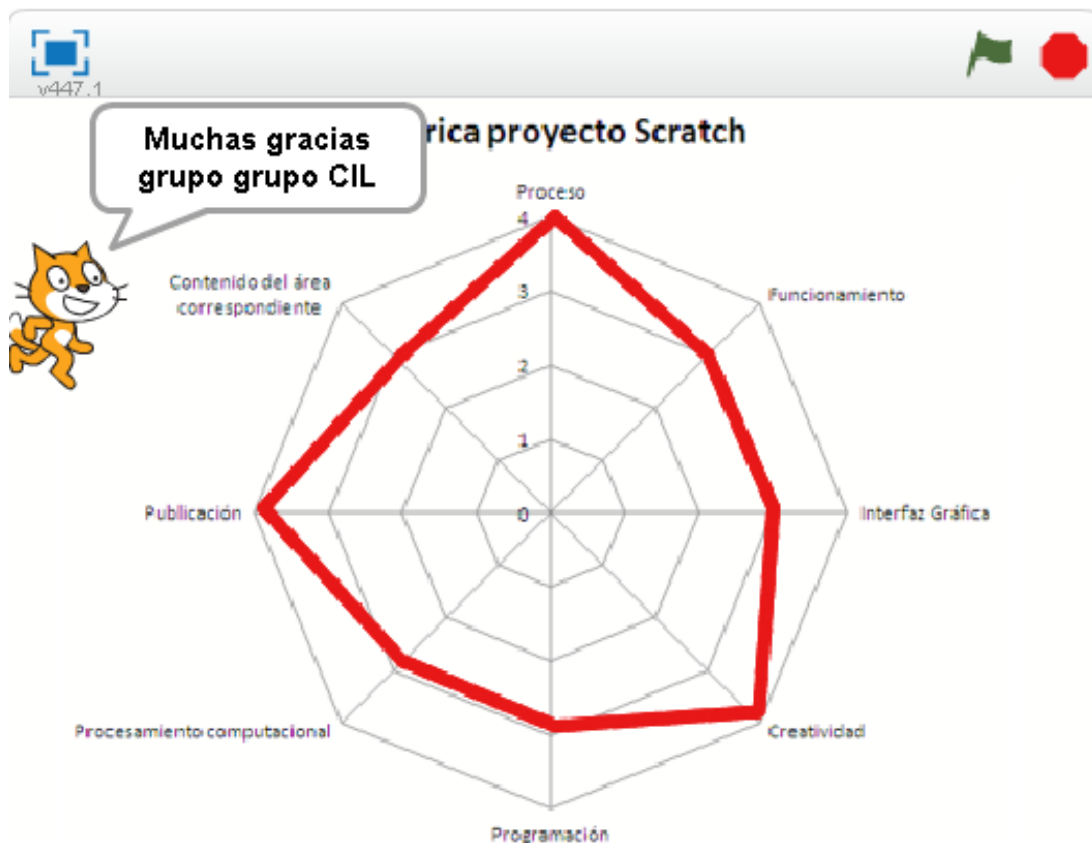 v447.1
rica proyecto Scratch
Muchas gracias
grupo grupo CIL
Proceso
4
Contenido del área
correspondiente
3
Funcionamiento
2
1
Publicación
0
Interfaz Gráfica
Procesamiento computacional
Creatividad
Programación